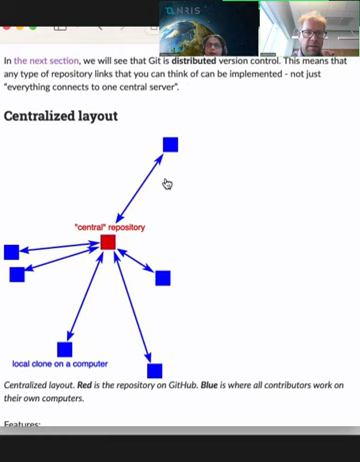 NRIS
In the next section, we will see that Git is distributed version control. This means that
any type of repository links that you can think of can be implemented - not just
"everything connects to one central server".
Centralized layout
"central" repository
local clone on a computer
Centralized layout. Red is the repository on GitHub. Blue is where all contributors work on
their own computers.
Features: